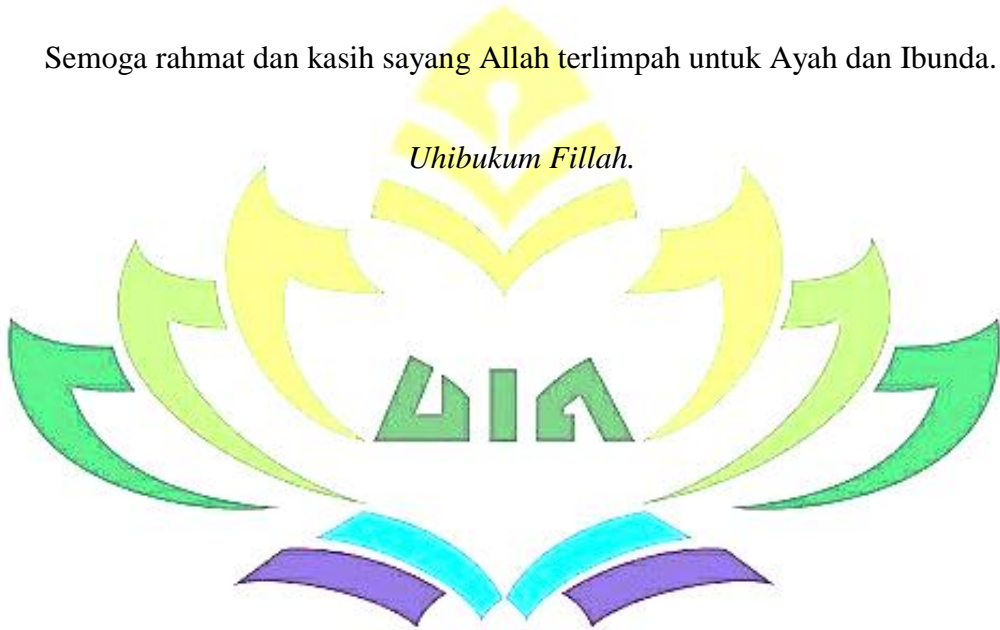 Semoga rahmat dan kasih sayang Allah terlimpah untuk Ayah dan Ibunda.
Uhibukum Fillah.
UIN